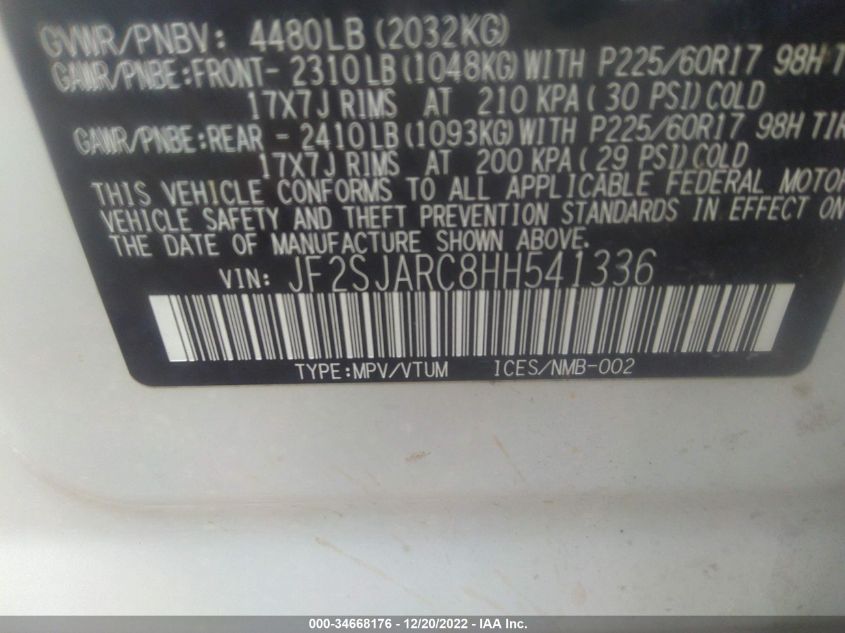 GVWR/PNBV: 4480LB (2032KG)
GAWR/PNBE:FRONT- 2310LB(1048KG)WITH P225/60R17 98H
17X7J RIMS AT 210 KPA(30 PSI)COLD
GAWR/PNBE:REAR - 2410LB(1093KG)WITH P225/60R17 98H TIR
17X7J RIMS AT 200 KPA(29 PSI)COLD
THIS VEHICLE CONFORMS TO ALL APPLICABLE FEDERAL MOTOR
VEHICLE SAFETY AND THEFT PREVENTION STANDARDS IN EFFECT ON
THE DATE OF MANUFACTURE SHOWN ABOVE.
VIN: JF2SJARC8HH541336
TYPE:MPV/VTUM ICES/NMB-002
000-34668176 - 12/20/2022 - IAA Inc.